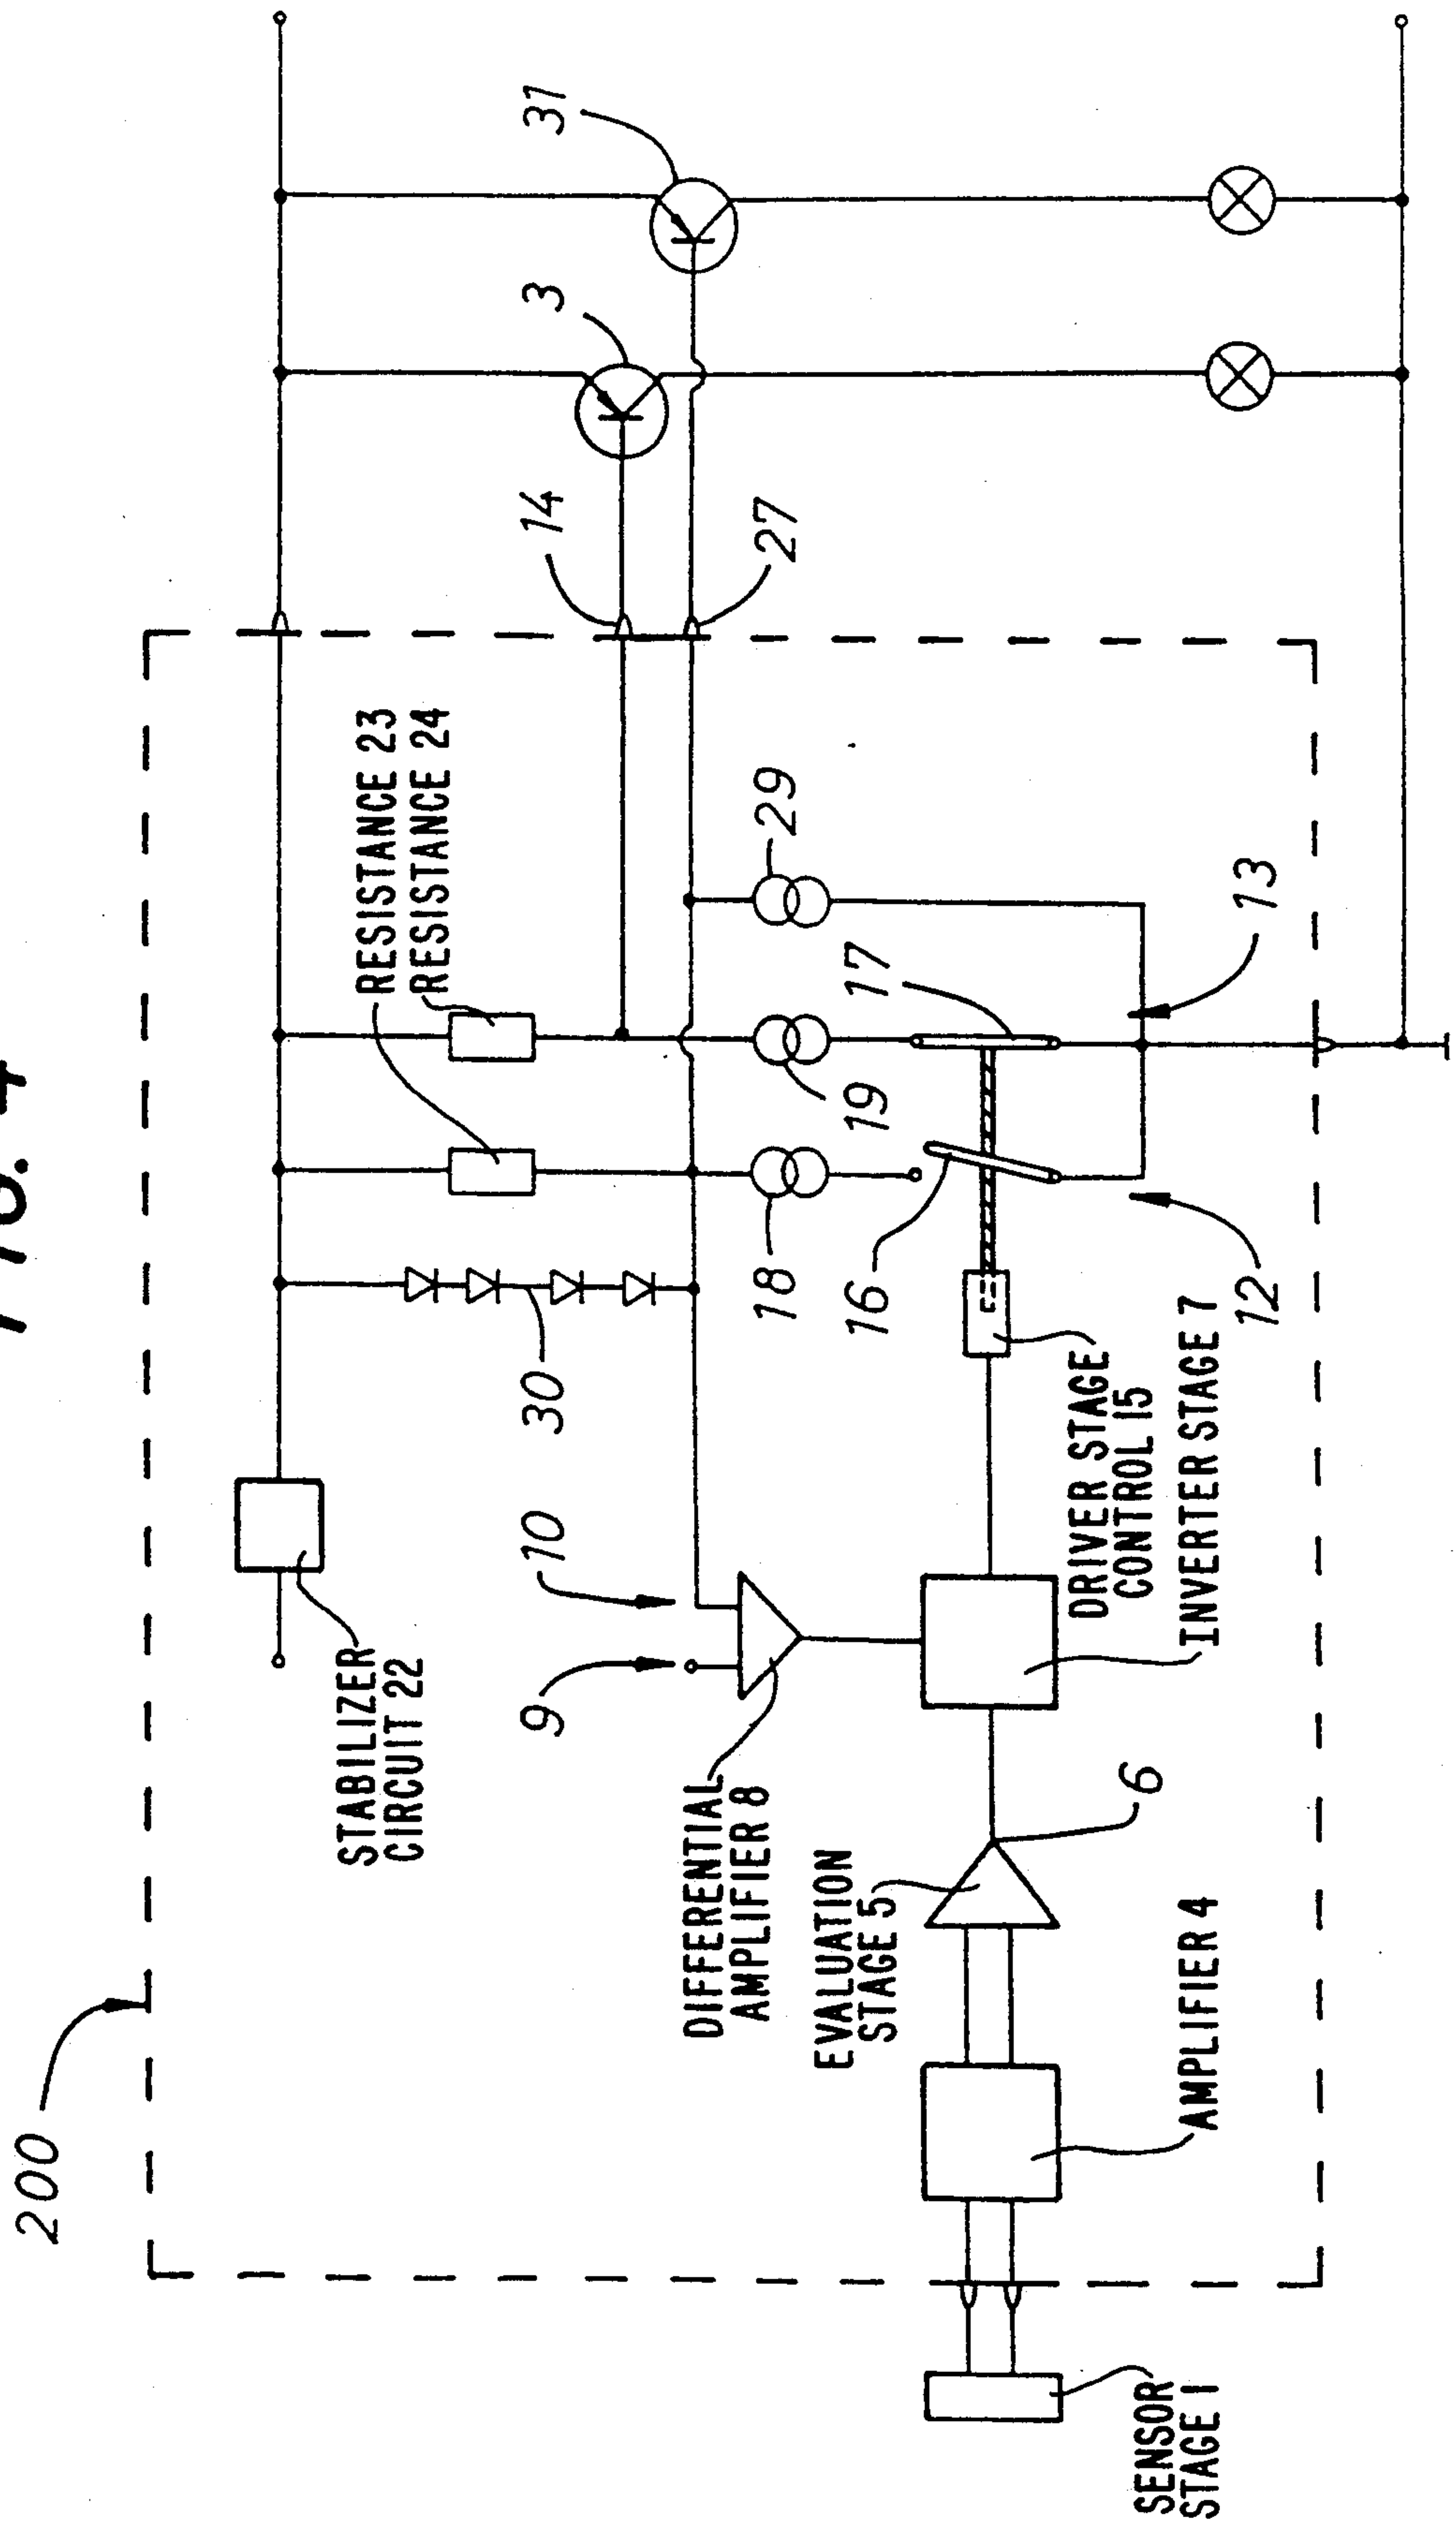 FIG. 4
200
STABILIZER
CIRCUIT 22
RESISTANCE 23
RESISTANCE 24
30
9
10
14
3
31
27
DIFFERENTIAL
AMPLIFIER 8
18
19
29
EVALUATION
STAGE 5
6
16
17
DRIVER STAGE
CONTROL 15
INVERTER STAGE 7
12
13
AMPLIFIER 4
SENSOR
STAGE 1